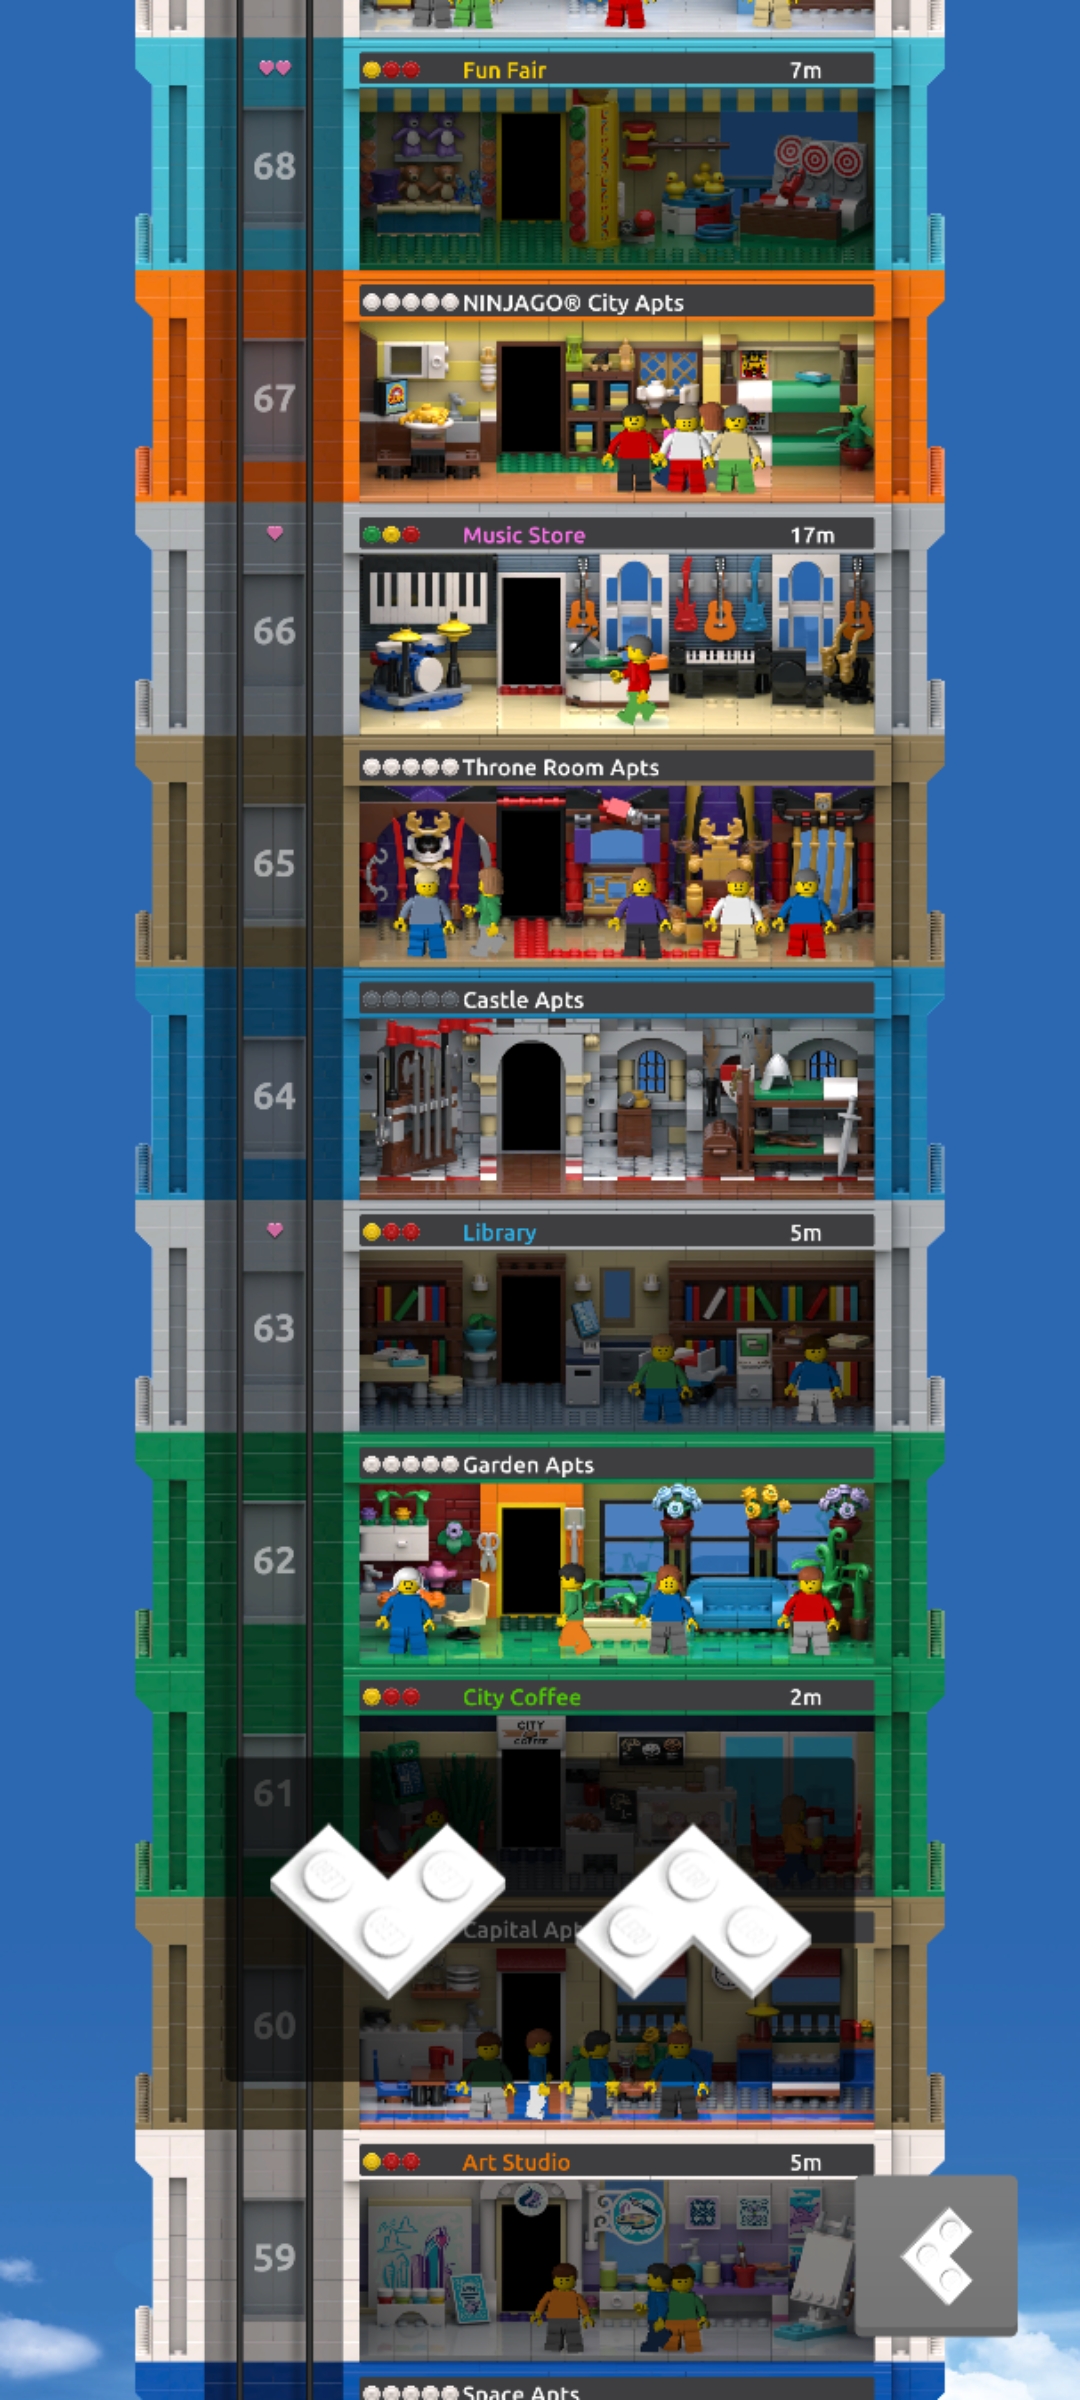 Fun Fair 7m
68
NINJAGO® City Apts
67
Music Store 17m
66
Throne Room Apts
65
Castle Apts
64
Library 5m
63
Garden Apts
62
City Coffee 2m
CITY
COFFEE
61
Capital Apt
60
Art Studio 5m
59
Space Apts